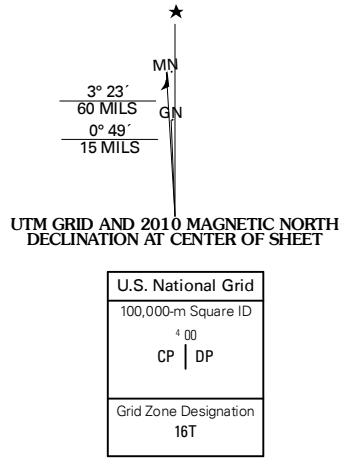 ★
MN
3° 23´
60 MILS
GN
0° 49´
15 MILS
UTM GRID AND 2010 MAGNETIC NORTH
DECLINATION AT CENTER OF SHEET
U.S. National Grid
100,000-m Square ID
4 00
CP | DP
Grid Zone Designation
16T